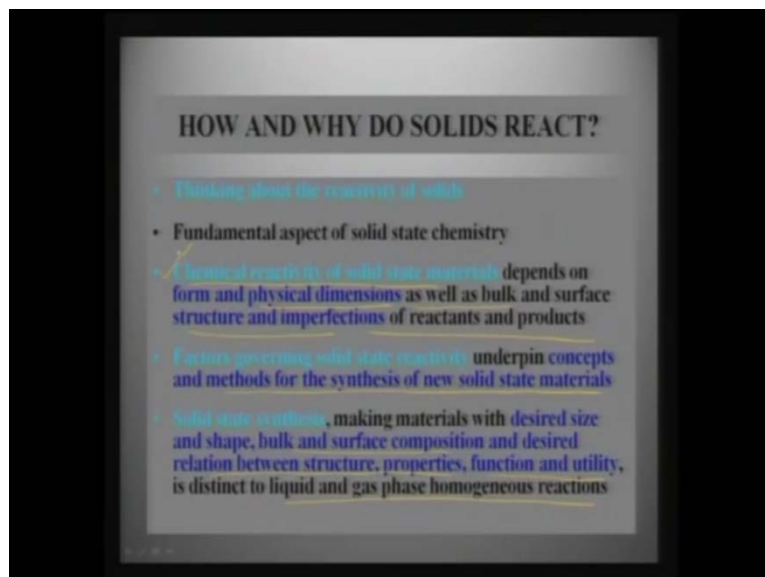 HOW AND WHY DO SOLIDS REACT?
• Thinking about the reactivity of solids
• Fundamental aspect of solid state chemistry
• Chemical reactivity of solid state materials depends on
form and physical dimensions as well as bulk and surface
structure and imperfections of reactants and products
• Factors governing solid state reactivity underpin concepts
and methods for the synthesis of new solid state materials
• Solid state synthesis, making materials with desired size
and shape, bulk and surface composition and desired
relation between structure, properties, function and utility,
is distinct to liquid and gas phase homogeneous reactions